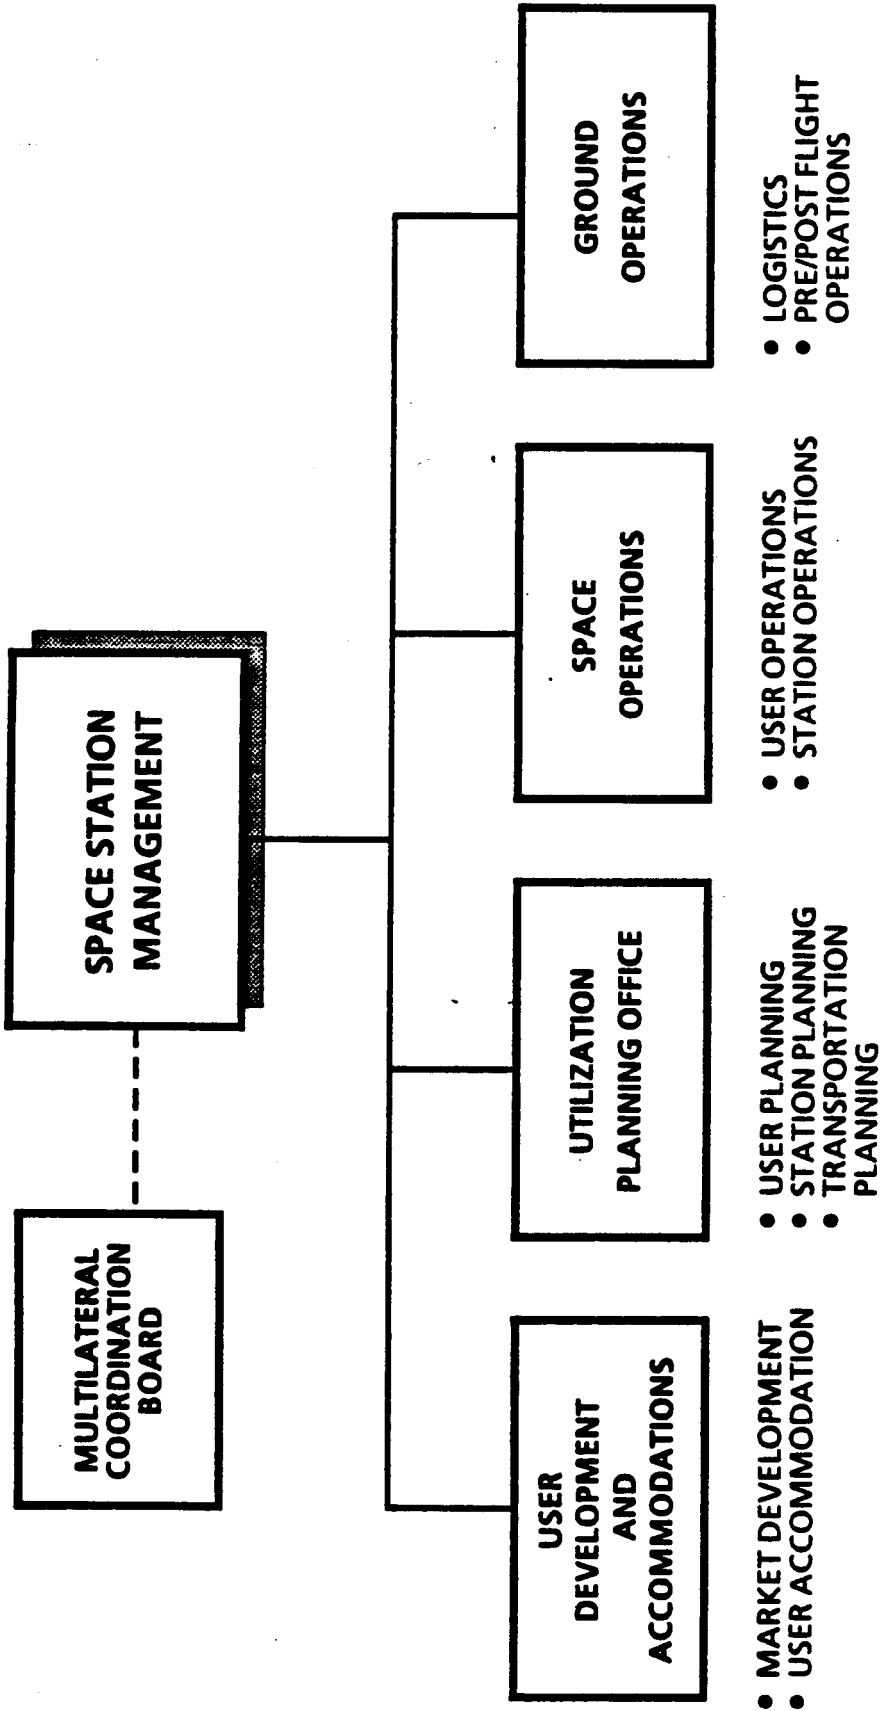 MULTILATERAL
COORDINATION
BOARD
SPACE STATION
MANAGEMENT
USER
DEVELOPMENT
AND
ACCOMMODATIONS
• MARKET DEVELOPMENT
• USER ACCOMMODATION
UTILIZATION
PLANNING OFFICE
• USER PLANNING
• STATION PLANNING
• TRANSPORTATION
PLANNING
SPACE
OPERATIONS
• USER OPERATIONS
• STATION OPERATIONS
GROUND
OPERATIONS
• LOGISTICS
• PRE/POST FLIGHT
OPERATIONS